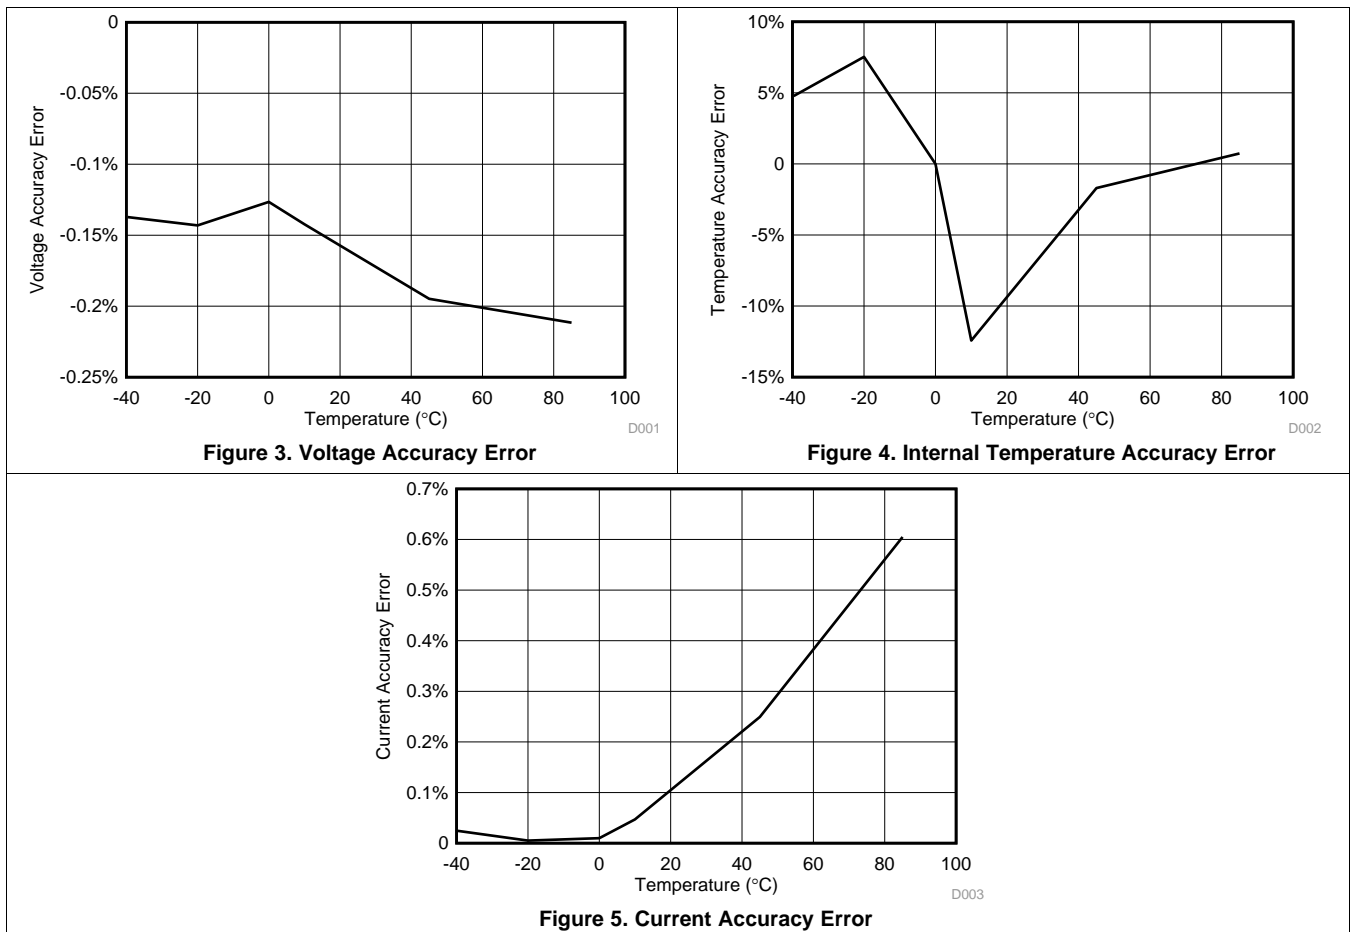 0
-0.05%
-0.1%
-0.15%
-0.2%
-0.25%
Voltage Accuracy Error
-40 -20 0 20 40 60 80 100
Temperature (°C)
D001
Figure 3. Voltage Accuracy Error
10%
5%
0
-5%
-10%
-15%
Temperature Accuracy Error
-40 -20 0 20 40 60 80 100
Temperature (°C)
D002
Figure 4. Internal Temperature Accuracy Error
0.7%
0.6%
0.5%
0.4%
0.3%
0.2%
0.1%
0
Current Accuracy Error
-40 -20 0 20 40 60 80 100
Temperature (°C)
D003
Figure 5. Current Accuracy Error